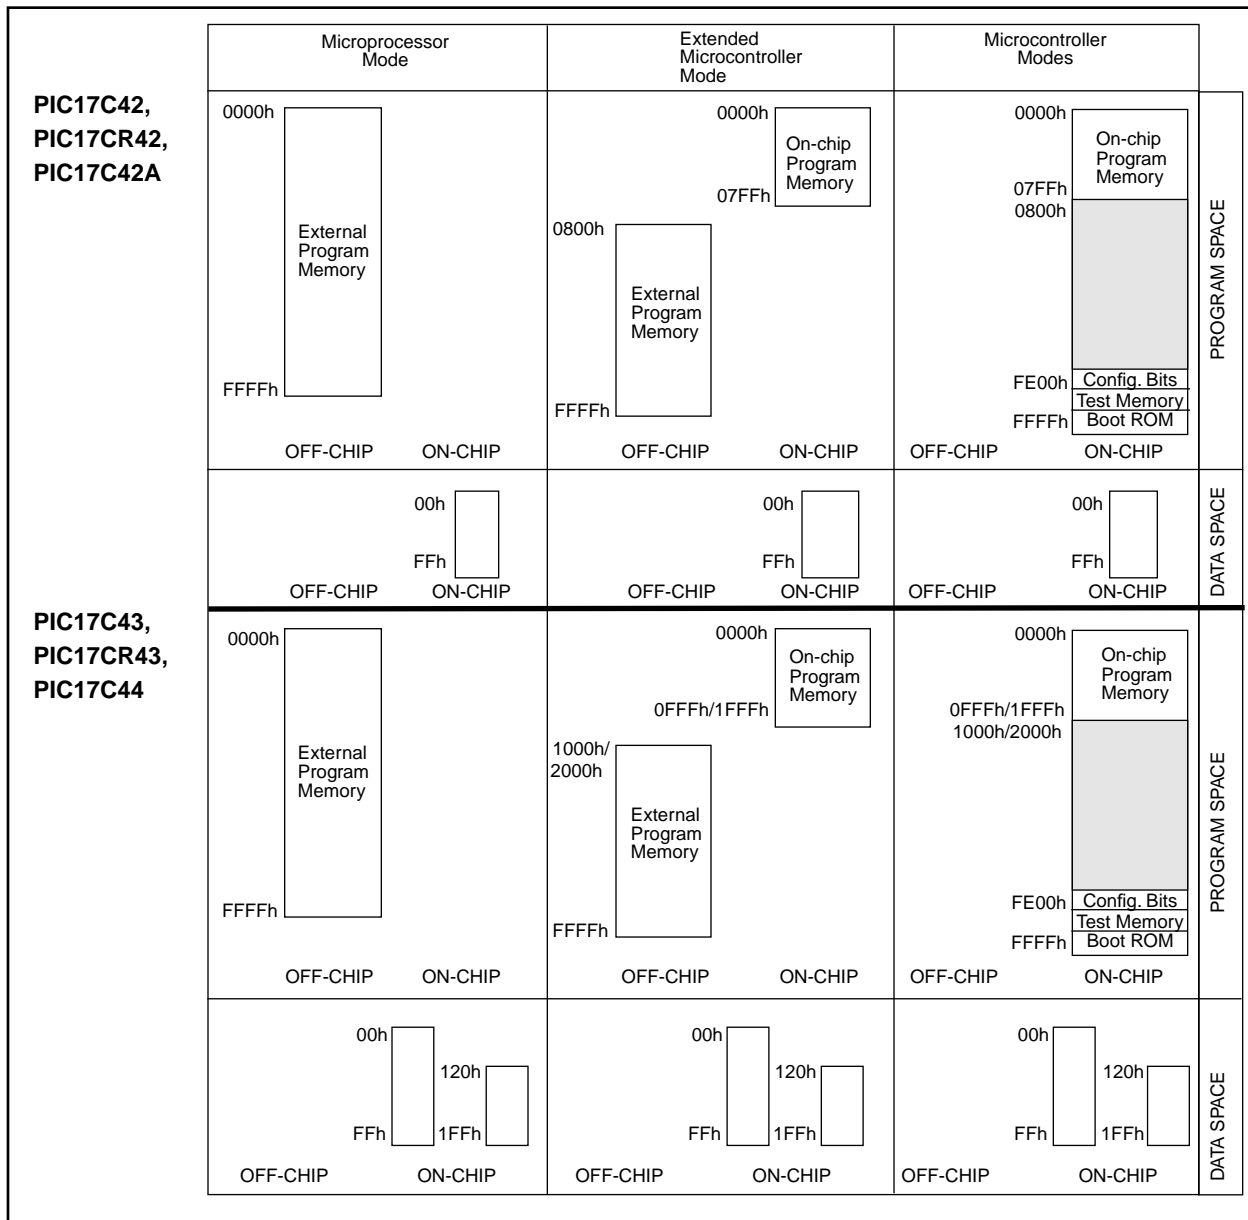 Microprocessor
Mode
Extended
Microcontroller
Mode
Microcontroller
Modes
PIC17C42,
PIC17CR42,
PIC17C42A
0000h
External
Program
Memory
FFFFh
OFF-CHIP ON-CHIP
0000h
On-chip
Program
Memory
07FFh
0800h
External
Program
Memory
FFFFh
OFF-CHIP ON-CHIP
0000h
On-chip
Program
Memory
07FFh
0800h
FE00h Config. Bits
Test Memory
FFFFh Boot ROM
OFF-CHIP ON-CHIP
PROGRAM SPACE
00h
FFh
OFF-CHIP ON-CHIP
00h
FFh
OFF-CHIP ON-CHIP
00h
FFh
OFF-CHIP ON-CHIP
DATA SPACE
PIC17C43,
PIC17CR43,
PIC17C44
0000h
External
Program
Memory
FFFFh
OFF-CHIP ON-CHIP
0000h
On-chip
Program
Memory
0FFFh/1FFFh
1000h/
2000h
External
Program
Memory
FFFFh
OFF-CHIP ON-CHIP
0000h
On-chip
Program
Memory
0FFFh/1FFFh
1000h/2000h
FE00h Config. Bits
Test Memory
FFFFh Boot ROM
OFF-CHIP ON-CHIP
PROGRAM SPACE
00h
120h
FFh 1FFh
OFF-CHIP ON-CHIP
00h
120h
FFh 1FFh
OFF-CHIP ON-CHIP
00h
120h
FFh 1FFh
OFF-CHIP ON-CHIP
DATA SPACE